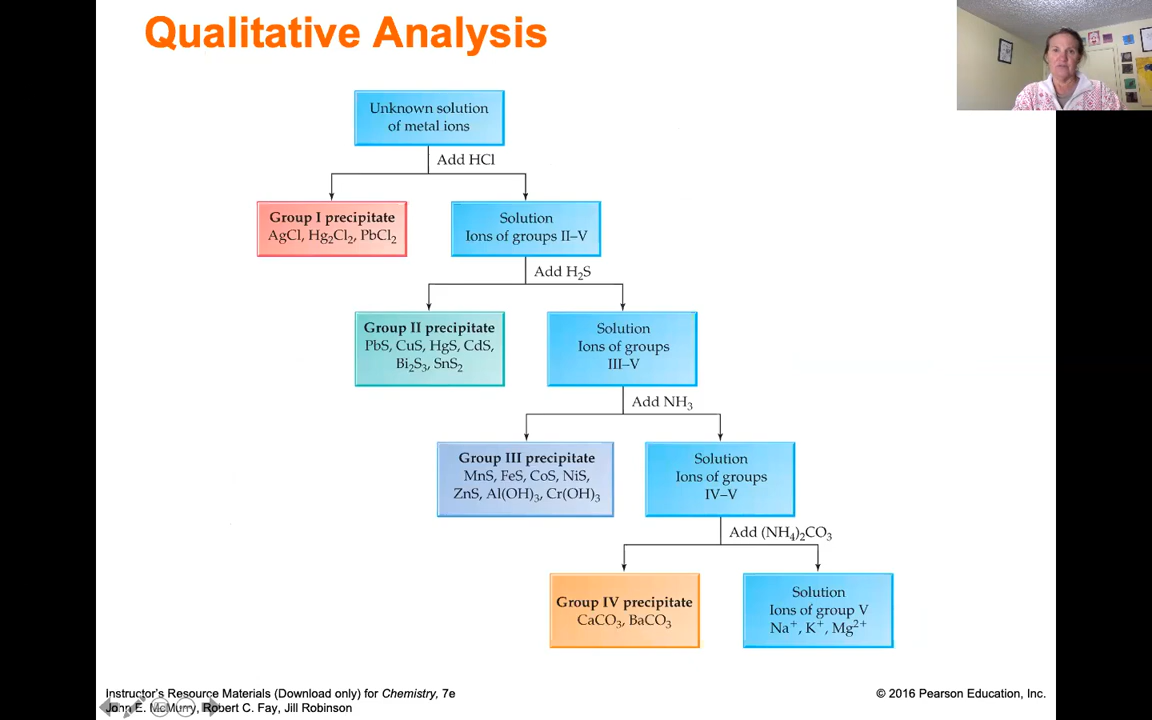 Qualitative Analysis
Unknown solution
of metal ions
Add HCl
Group I precipitate
AgCl, Hg₂Cl₂, PbCl₂
Solution
Ions of groups II–V
Add H₂S
Group II precipitate
PbS, CuS, HgS, CdS,
Bi₂S₃, SnS₂
Solution
Ions of groups
III–V
Add NH₃
Group III precipitate
MnS, FeS, CoS, NiS,
ZnS, Al(OH)₃, Cr(OH)₃
Solution
Ions of groups
IV–V
Add (NH₄)₂CO₃
Group IV precipitate
CaCO₃, BaCO₃
Solution
Ions of group V
Na⁺, K⁺, Mg²⁺
Instructor's Resource Materials (Download only) for Chemistry, 7e
John E. McMurry, Robert C. Fay, Jill Robinson
© 2016 Pearson Education, Inc.